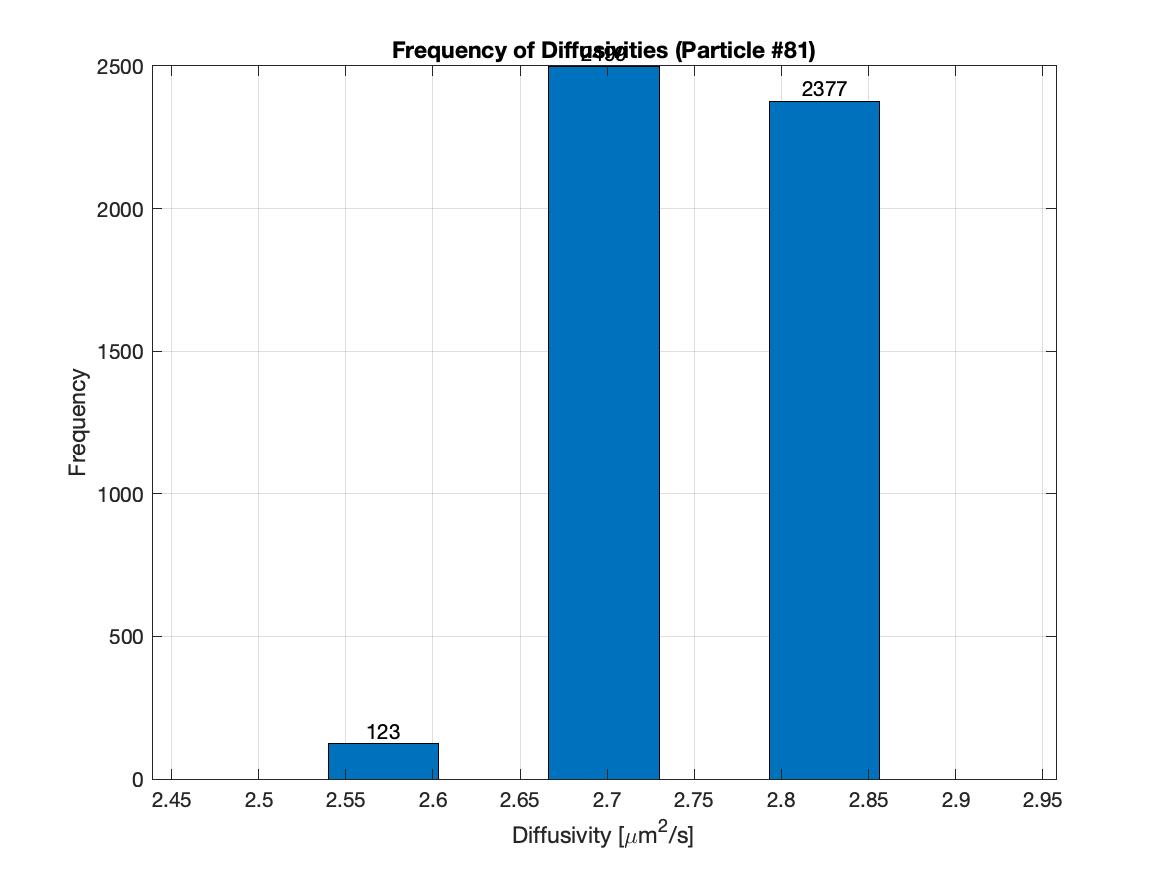 Frequency of Diffusivities (Particle #81)
2499
2377
123
2500
2000
1500
1000
500
0
Frequency
2.45 2.5 2.55 2.6 2.65 2.7 2.75 2.8 2.85 2.9 2.95
Diffusivity [μm²/s]